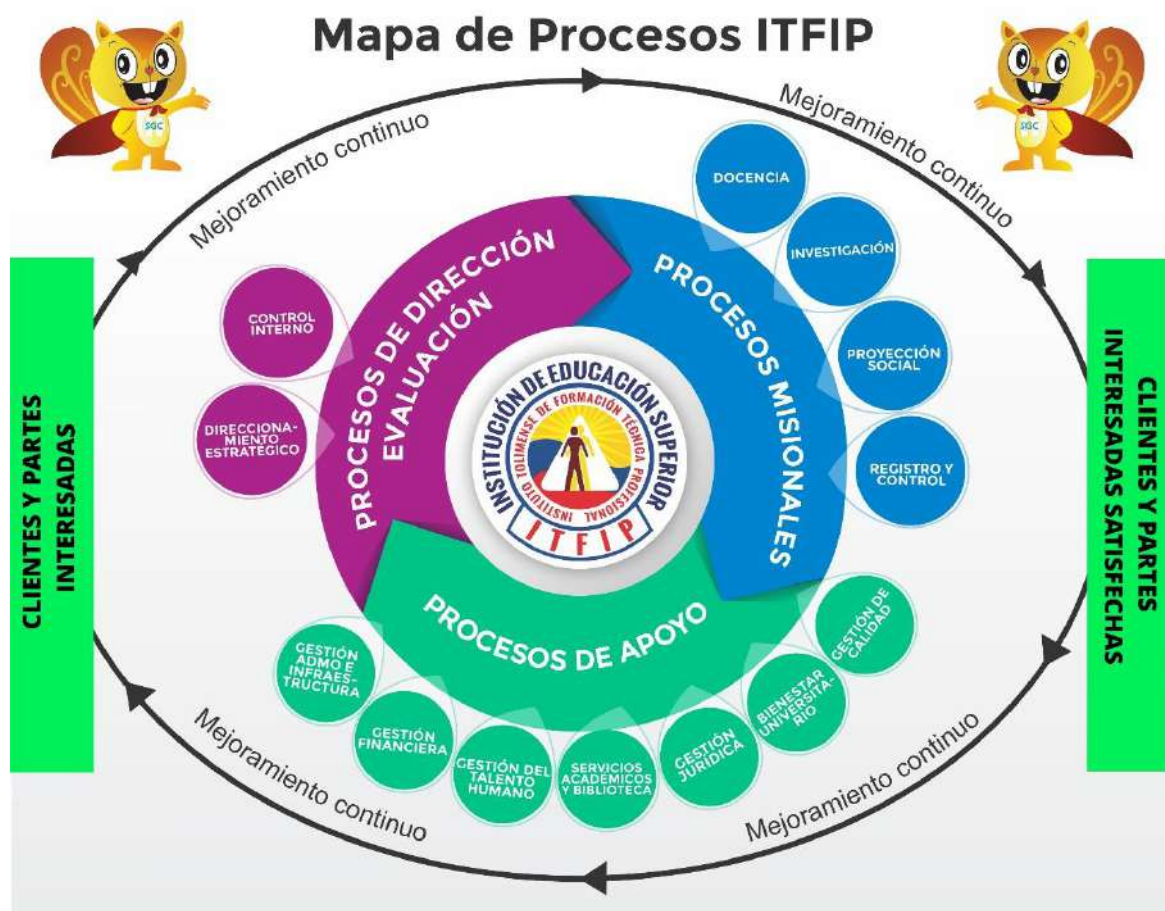 Mapa de Procesos ITFIP
SGC
SGC
Mejoramiento continuo
Mejoramiento continuo
CLIENTES Y PARTES
INTERESADAS
PROCESOS DE DIRECCIÓN
EVALUACIÓN
CONTROL
INTERNO
DIRECCIONA-
MIENTO
ESTRATÉGICO
PROCESOS MISIONALES
DOCENCIA
INVESTIGACIÓN
PROYECCIÓN
SOCIAL
REGISTRO Y
CONTROL
INSTITUCIÓN DE EDUCACIÓN SUPERIOR
INSTITUTO TOLIMENSE DE FORMACIÓN TÉCNICA PROFESIONAL
ITFIP
PROCESOS DE APOYO
GESTIÓN
ADMO E
INFRAES-
TRUCTURA
GESTIÓN
FINANCIERA
GESTIÓN DEL
TALENTO
HUMANO
SERVICIOS
ACADÉMICOS
Y BIBLIOTECA
GESTIÓN
JURÍDICA
BIENESTAR
UNIVERSITA-
RIO
GESTIÓN DE
CALIDAD
CLIENTES Y PARTES
INTERESADAS SATISFECHAS
Mejoramiento continuo
Mejoramiento continuo